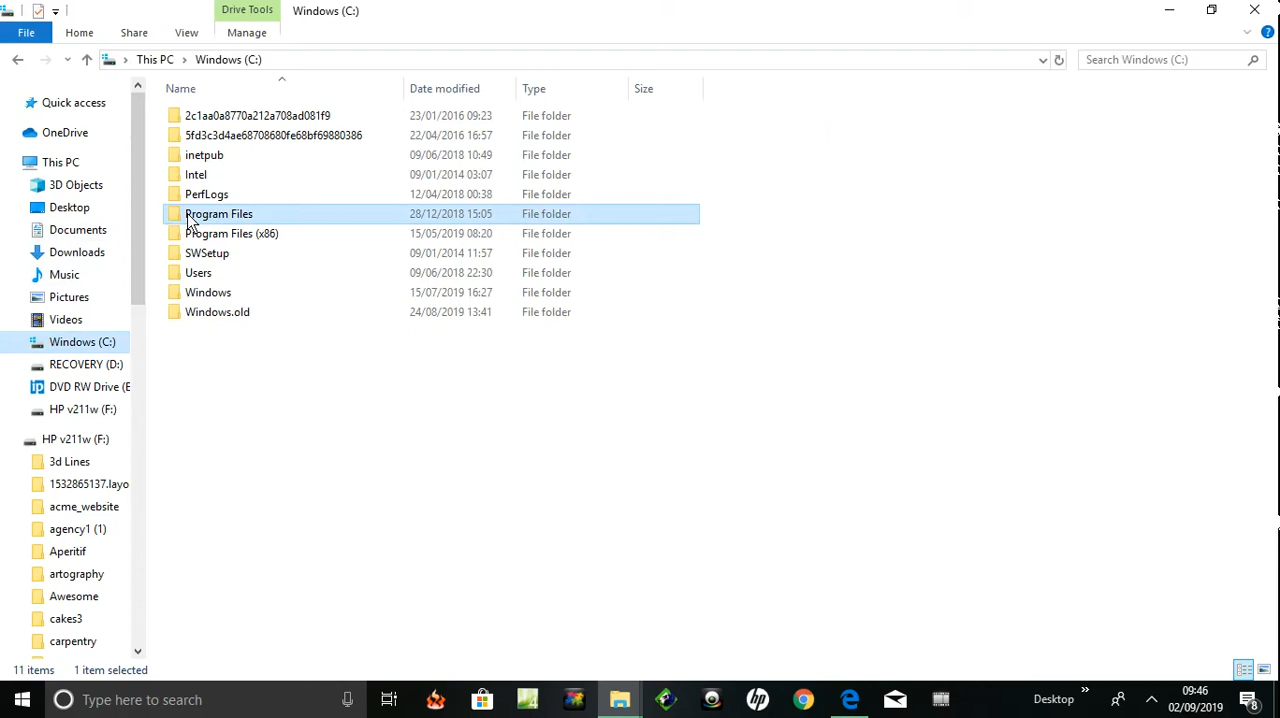 Drive Tools
Windows (C:)
File
Home
Share
View
Manage
This PC
Windows (C:)
Search Windows (C:)
Name
Date modified
Type
Size
Quick access
OneDrive
This PC
3D Objects
Desktop
Documents
Downloads
Music
Pictures
Videos
Windows (C:)
RECOVERY (D:)
DVD RW Drive (E
HP v211w (F:)
HP v211w (F:)
3d Lines
1532865137.layo
acme_website
agency1 (1)
Aperitif
artography
Awesome
cakes3
carpentry
2c1aa0a8770a212a708ad081f9 23/01/2016 09:23 File folder
5fd3c3d4ae68708680fe68bf69880386 22/04/2016 16:57 File folder
inetpub 09/06/2018 10:49 File folder
Intel 09/01/2014 03:07 File folder
PerfLogs 12/04/2018 00:38 File folder
Program Files 28/12/2018 15:05 File folder
Program Files (x86) 15/05/2019 08:20 File folder
SWSetup 09/01/2014 11:57 File folder
Users 09/06/2018 22:30 File folder
Windows 15/07/2019 16:27 File folder
Windows.old 24/08/2019 13:41 File folder
11 items
1 item selected
Type here to search
hp
Desktop
09:46
02/09/2019
8